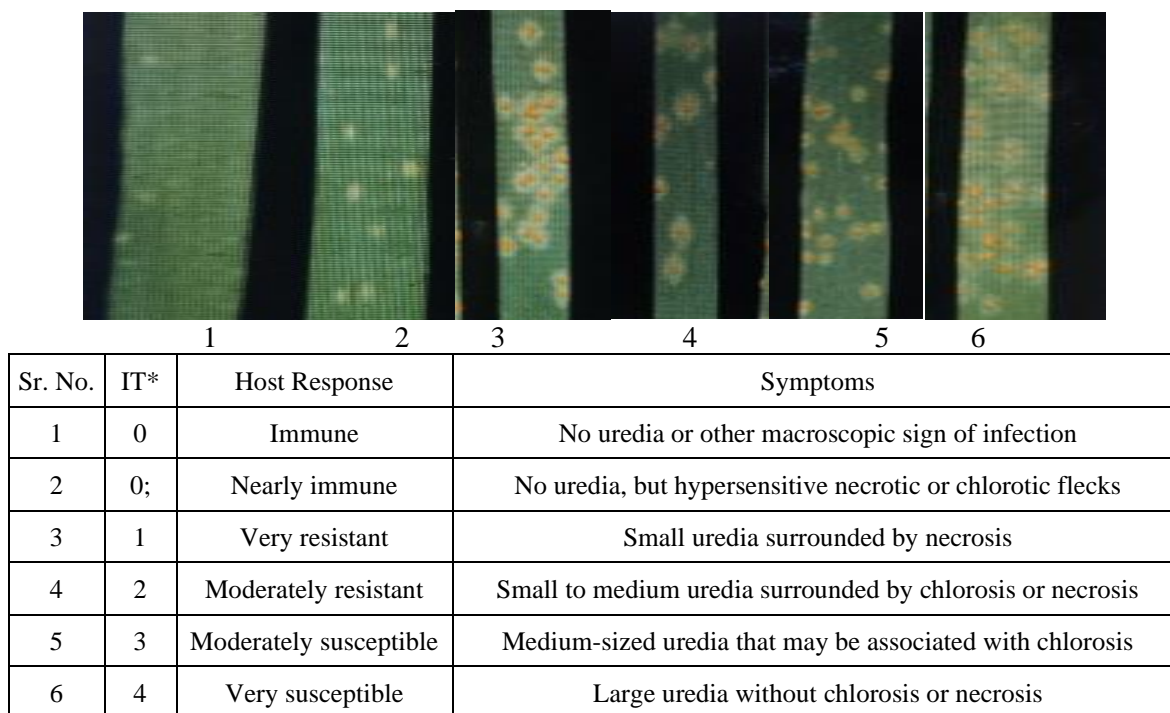 1 2 3 4 5 6
Sr. No. IT* Host Response Symptoms
1 0 Immune No uredia or other macroscopic sign of infection
2 0; Nearly immune No uredia, but hypersensitive necrotic or chlorotic flecks
3 1 Very resistant Small uredia surrounded by necrosis
4 2 Moderately resistant Small to medium uredia surrounded by chlorosis or necrosis
5 3 Moderately susceptible Medium-sized uredia that may be associated with chlorosis
6 4 Very susceptible Large uredia without chlorosis or necrosis